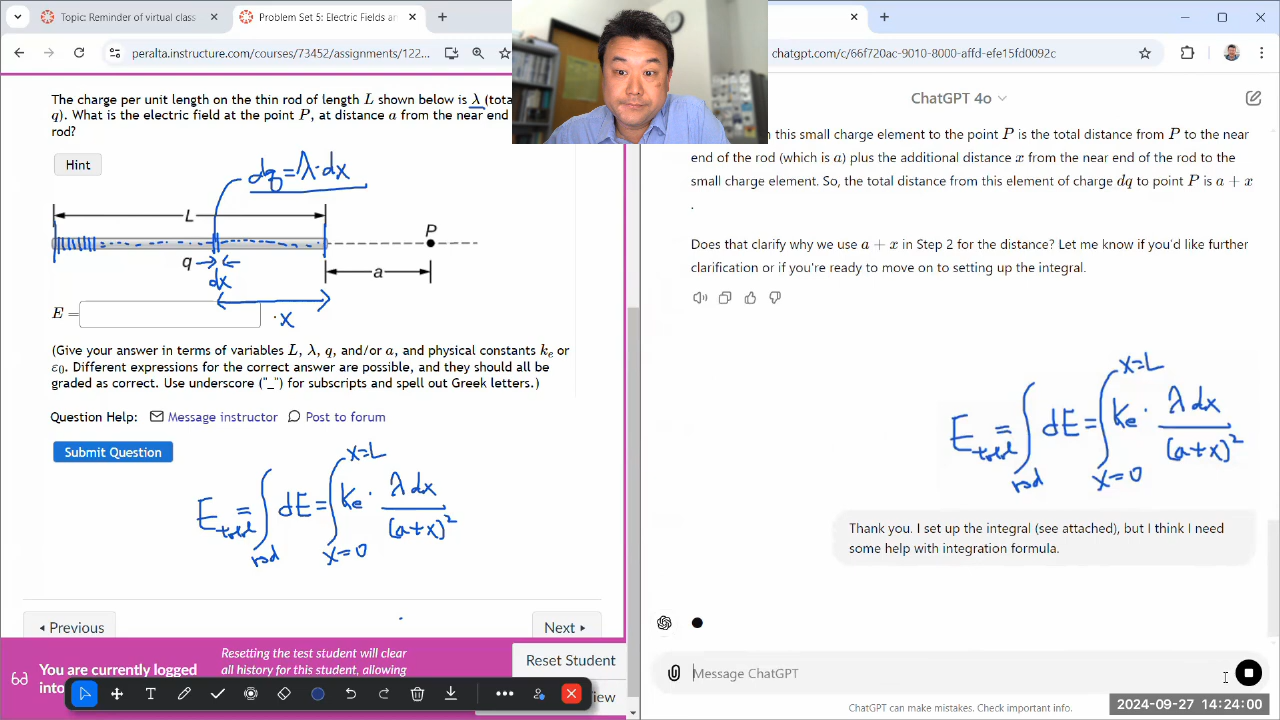 Topic: Reminder of virtual class
Problem Set 5: Electric Fields ar
peralta.instructure.com/courses/73452/assignments/122...
chatgpt.com/c/66f720ac-9010-8000-affd-efe15fd0092c
The charge per unit length on the thin rod of length L shown below is λ (tota
q). What is the electric field at the point P, at distance a from the near end
rod?
Hint
dq = λ·dx
L
P
q
a
dx
x
E =
(Give your answer in terms of variables L, λ, q, and/or a, and physical constants k_e or
ε_0. Different expressions for the correct answer are possible, and they should all be
graded as correct. Use underscore ("_") for subscripts and spell out Greek letters.)
Question Help: Message instructor Post to forum
Submit Question
E_total = ∫_rod dE = ∫_{x=0}^{x=L} k_e · λdx / (a+x)²
◂ Previous
Next ▸
You are currently logged
into
Resetting the test student will clear
all history for this student, allowing
Reset Student
ChatGPT 4o
this small charge element to the point P is the total distance from P to the near
end of the rod (which is a) plus the additional distance x from the near end of the rod to the
small charge element. So, the total distance from this element of charge dq to point P is a + x
.
Does that clarify why we use a + x in step 2 for the distance? Let me know if you'd like further
clarification or if you're ready to move on to setting up the integral.
E_total = ∫_rod dE = ∫_{x=0}^{x=L} k_e · λdx / (a+x)²
Thank you. I set up the integral (see attached), but I think I need
some help with integration formula.
Message ChatGPT
ChatGPT can make mistakes. Check important info.
2024-09-27 14:24:00